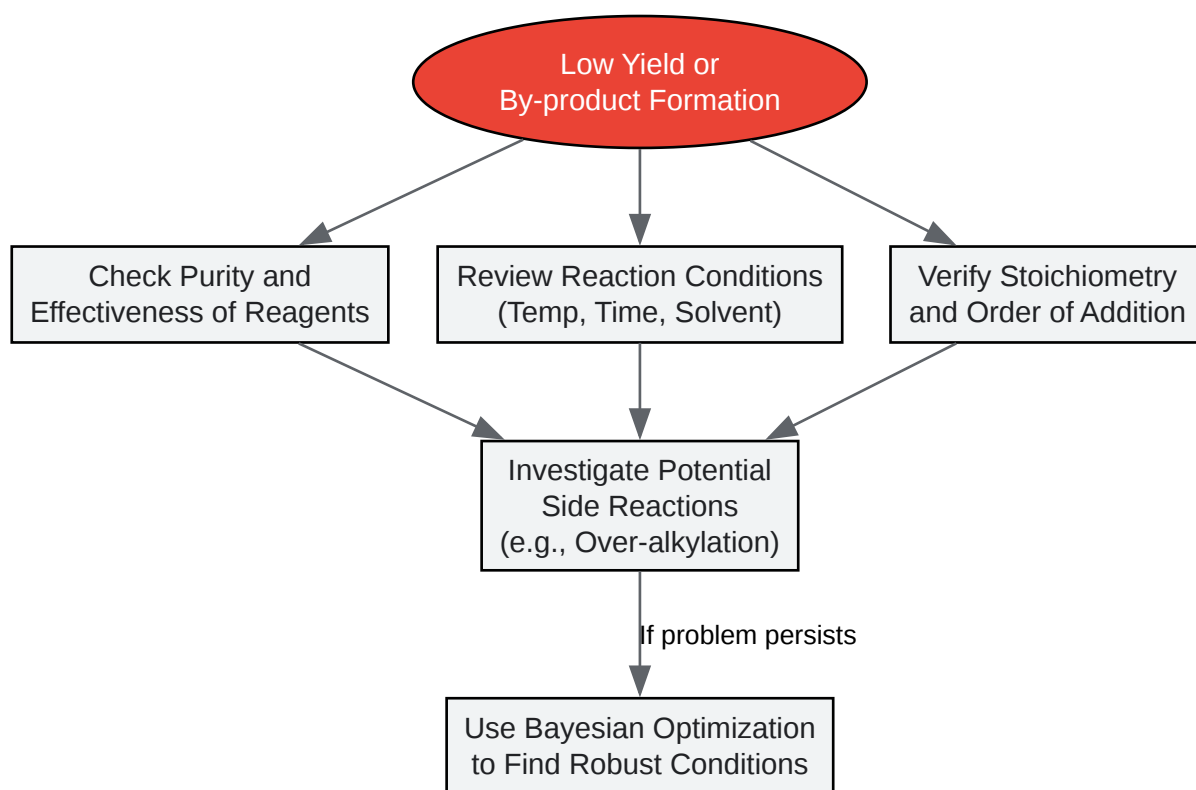 Low Yield or
By-product Formation
Check Purity and
Effectiveness of Reagents
Review Reaction Conditions
(Temp, Time, Solvent)
Verify Stoichiometry
and Order of Addition
Investigate Potential
Side Reactions
(e.g., Over-alkylation)
If problem persists
Use Bayesian Optimization
to Find Robust Conditions